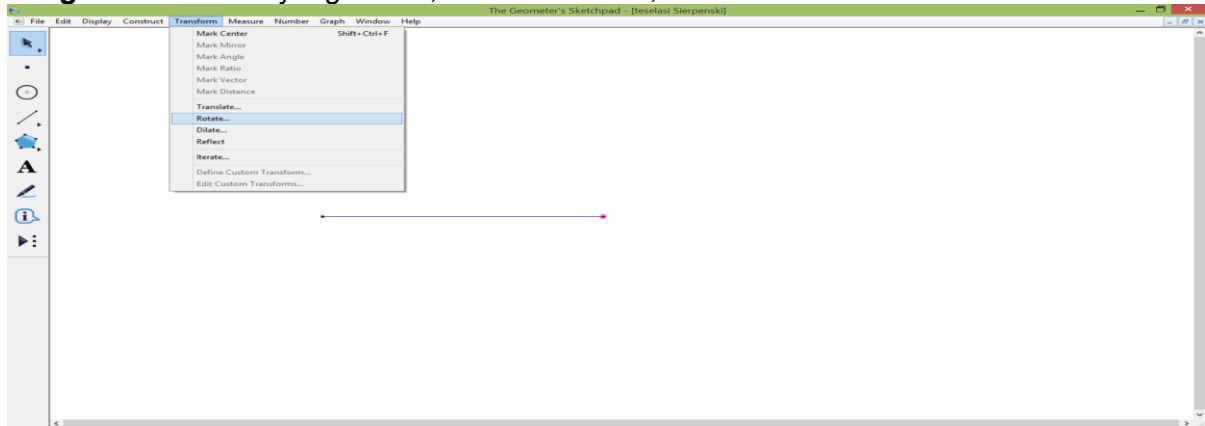 The Geometer's Sketchpad - [teselasi Sierpenski]
File Edit Display Construct Transform Measure Number Graph Window Help
Mark Center Shift+Ctrl+F
Mark Mirror
Mark Angle
Mark Ratio
Mark Vector
Mark Distance
Translate...
Rotate...
Dilate...
Reflect
Iterate...
Define Custom Transform...
Edit Custom Transforms...
A
i